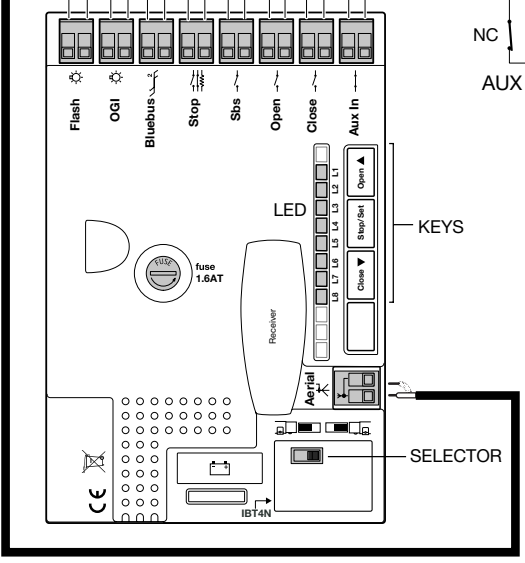 NC
AUX
Flash
OGI
Bluebus
2
Stop
Sbs
Open
Close
Aux In
LED
L1
L2
L3
L4
L5
L6
L7
L8
Open ▲
Stop/Set
Close ▼
KEYS
FUSE
fuse
1.6AT
Receiver
Aerial
SELECTOR
IBT4N
CE